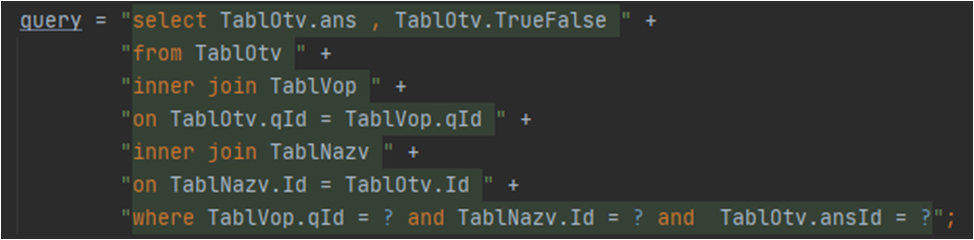 query = "select TablOtv.ans , TablOtv.TrueFalse " +
"from TablOtv " +
"inner join TablVop " +
"on TablOtv.qId = TablVop.qId " +
"inner join TablNazv " +
"on TablNazv.Id = TablOtv.Id " +
"where TablVop.qId = ? and TablNazv.Id = ? and  TablOtv.ansId = ?";